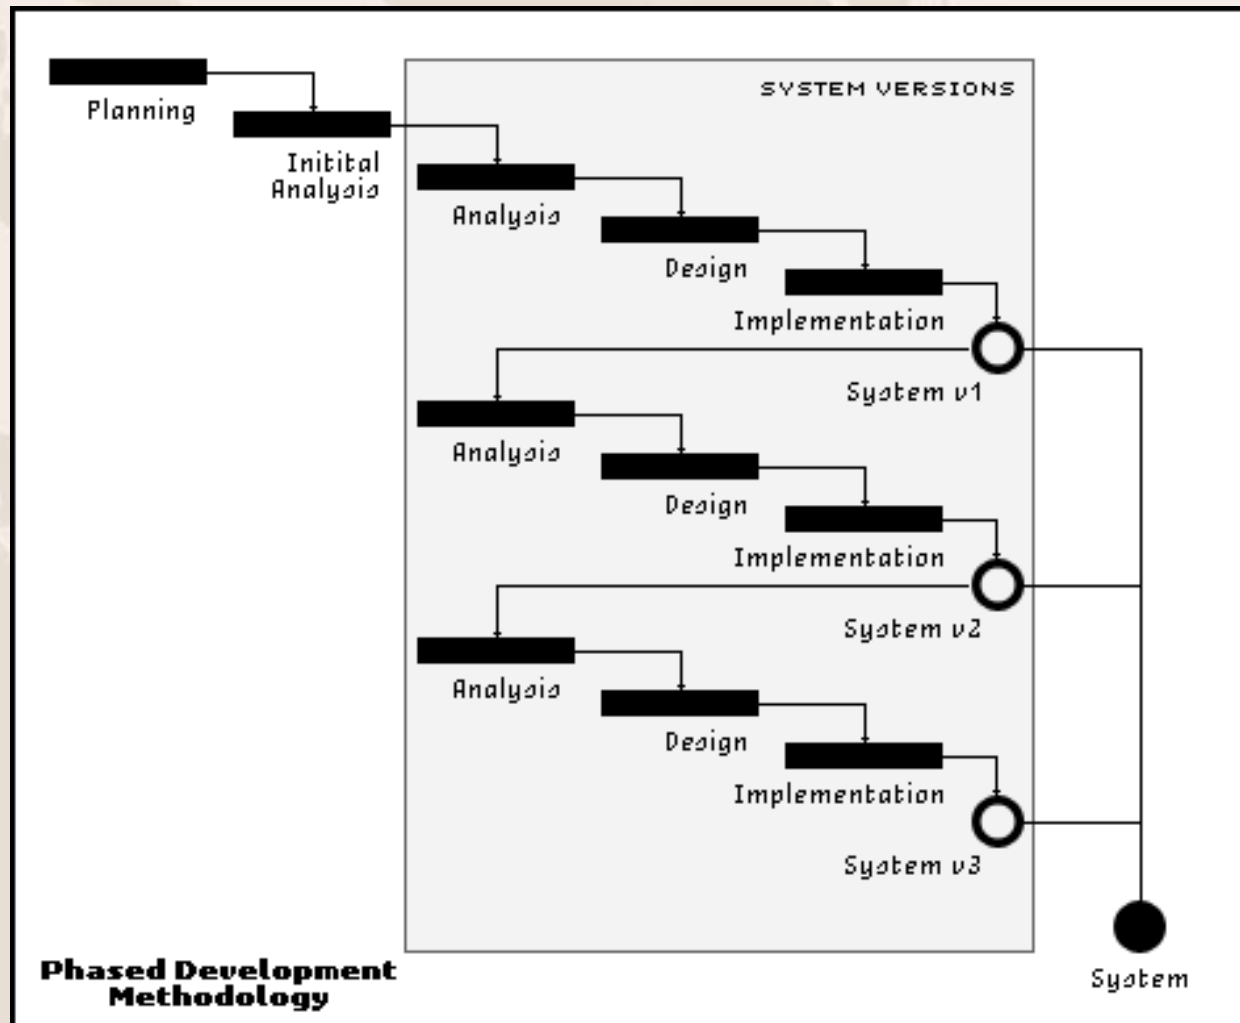 SYSTEM VERSIONS
Planning
Initital
Analysis
Analysis
Design
Implementation
System v1
Analysis
Design
Implementation
System v2
Analysis
Design
Implementation
System v3
System
Phased Development
Methodology